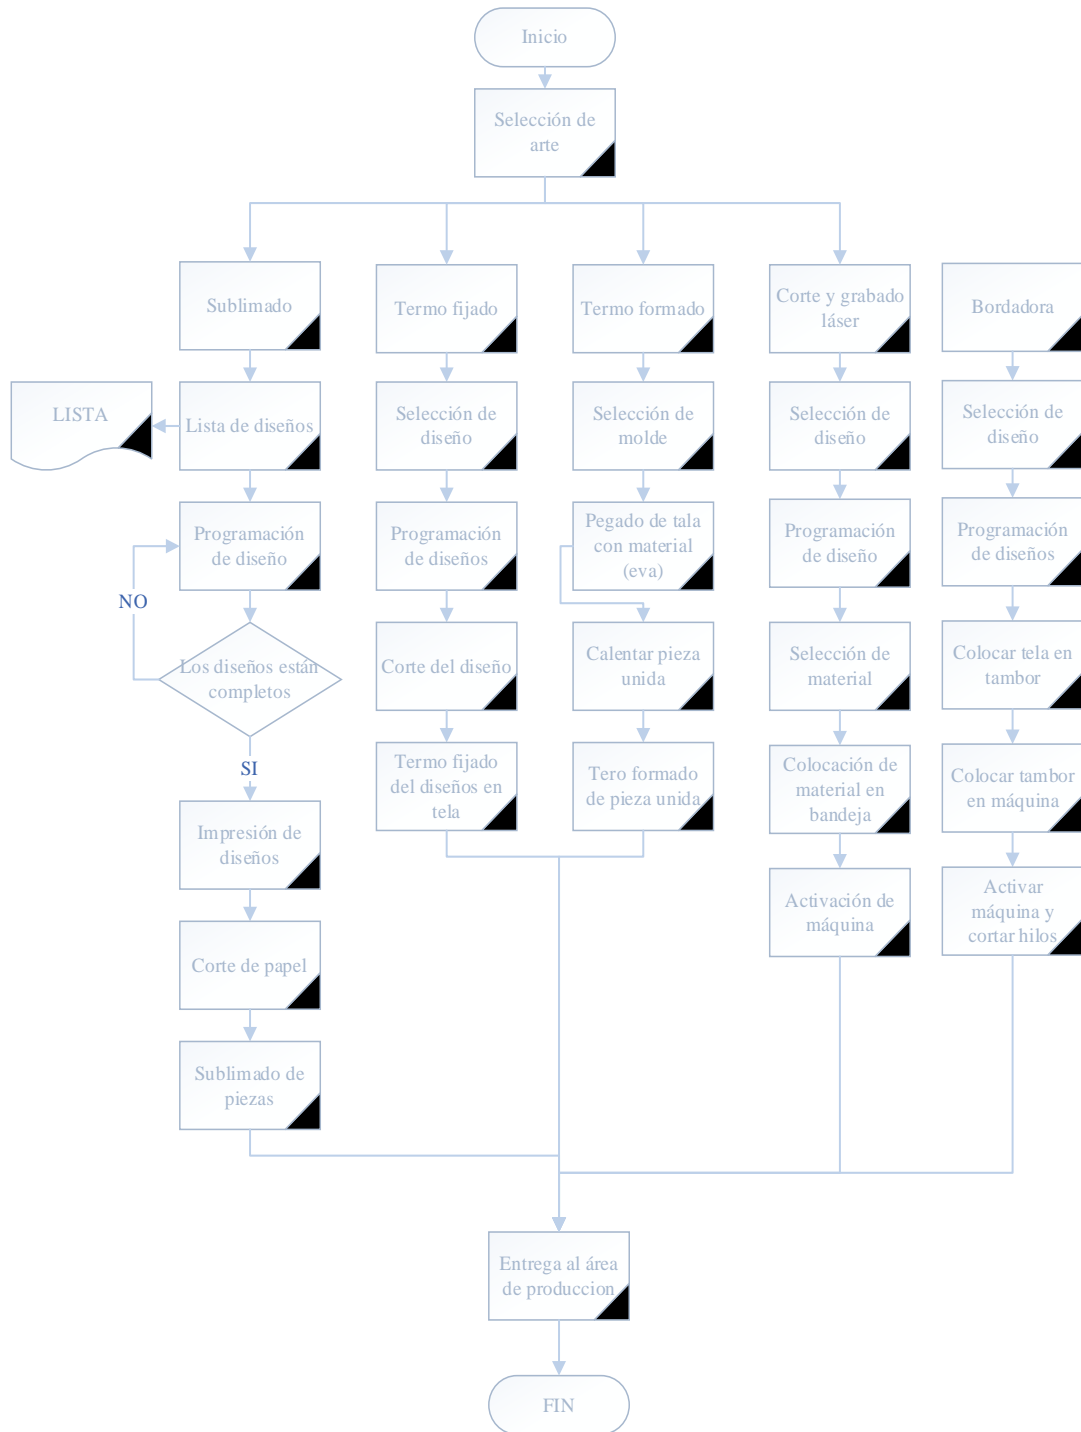 Inicio
Selección de
arte
Sublimado
Termo fijado
Termo formado
Corte y grabado
láser
Bordadora
LISTA
Lista de diseños
Selección de
diseño
Selección de
molde
Selección de
diseño
Selección de
diseño
Programación
de diseño
Programación
de diseños
Pegado de tala
con material
(eva)
Programación
de diseño
Programación
de diseños
NO
Los diseños están
completos
Corte del diseño
Calentar pieza
unida
Selección de
material
Colocar tela en
tambor
SI
Termo fijado
del diseños en
tela
Tero formado
de pieza unida
Colocación de
material en
bandeja
Colocar tambor
en máquina
Impresión de
diseños
Activación de
máquina
Activar
máquina y
cortar hilos
Corte de papel
Sublimado de
piezas
Entrega al área
de produccion
FIN